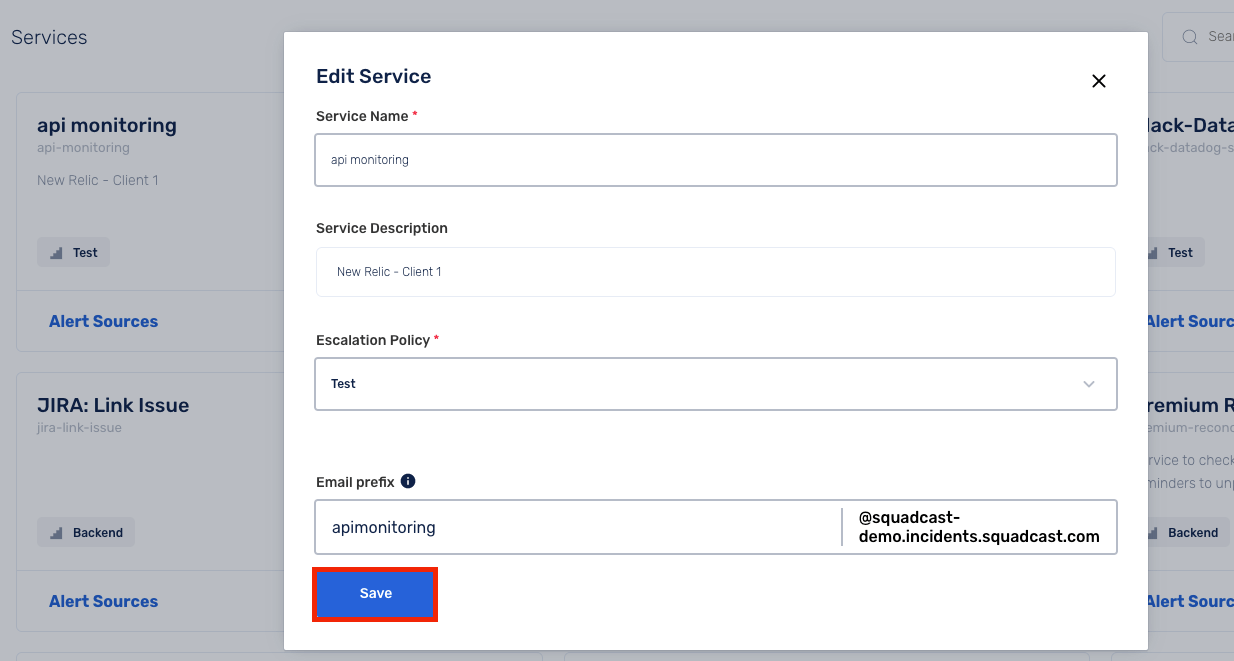 Services
Sear
Edit Service
Service Name *
api monitoring
Service Description
New Relic - Client 1
Escalation Policy *
Test
Email prefix i
apimonitoring
@squadcast-
demo.incidents.squadcast.com
Save
api monitoring
api-monitoring
New Relic - Client 1
Test
Alert Sources
JIRA: Link Issue
jira-link-issue
Backend
Alert Sources
lack-Data
ck-datadog-s
Test
Alert Sourc
remium R
emium-recond
rvice to check
minders to unp
Backend
Alert Sourc